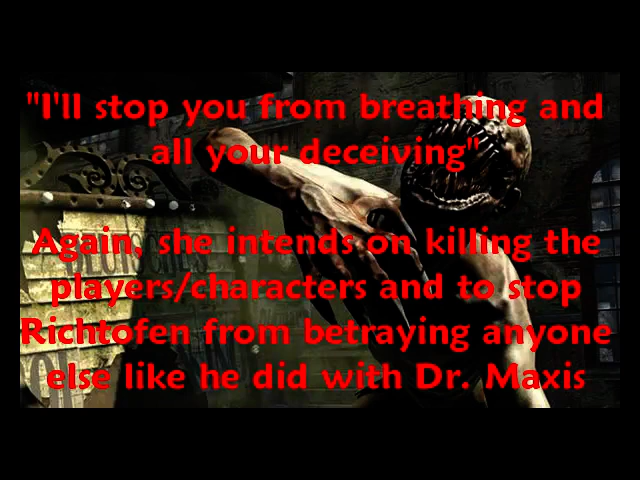 "I'll stop you from breathing and
all your deceiving"
Again, she intends on killing the
players/characters and to stop
Richtofen from betraying anyone
else like he did with Dr. Maxis